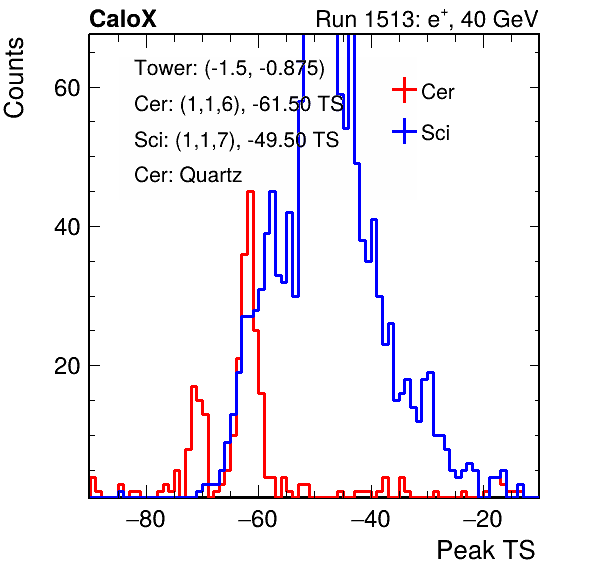 CaloX Run 1513: e⁺, 40 GeV
Counts
Tower: (-1.5, -0.875)
Cer: (1,1,6), -61.50 TS
Sci: (1,1,7), -49.50 TS
Cer: Quartz
Cer
Sci
60
40
20
−80 −60 −40 −20
Peak TS